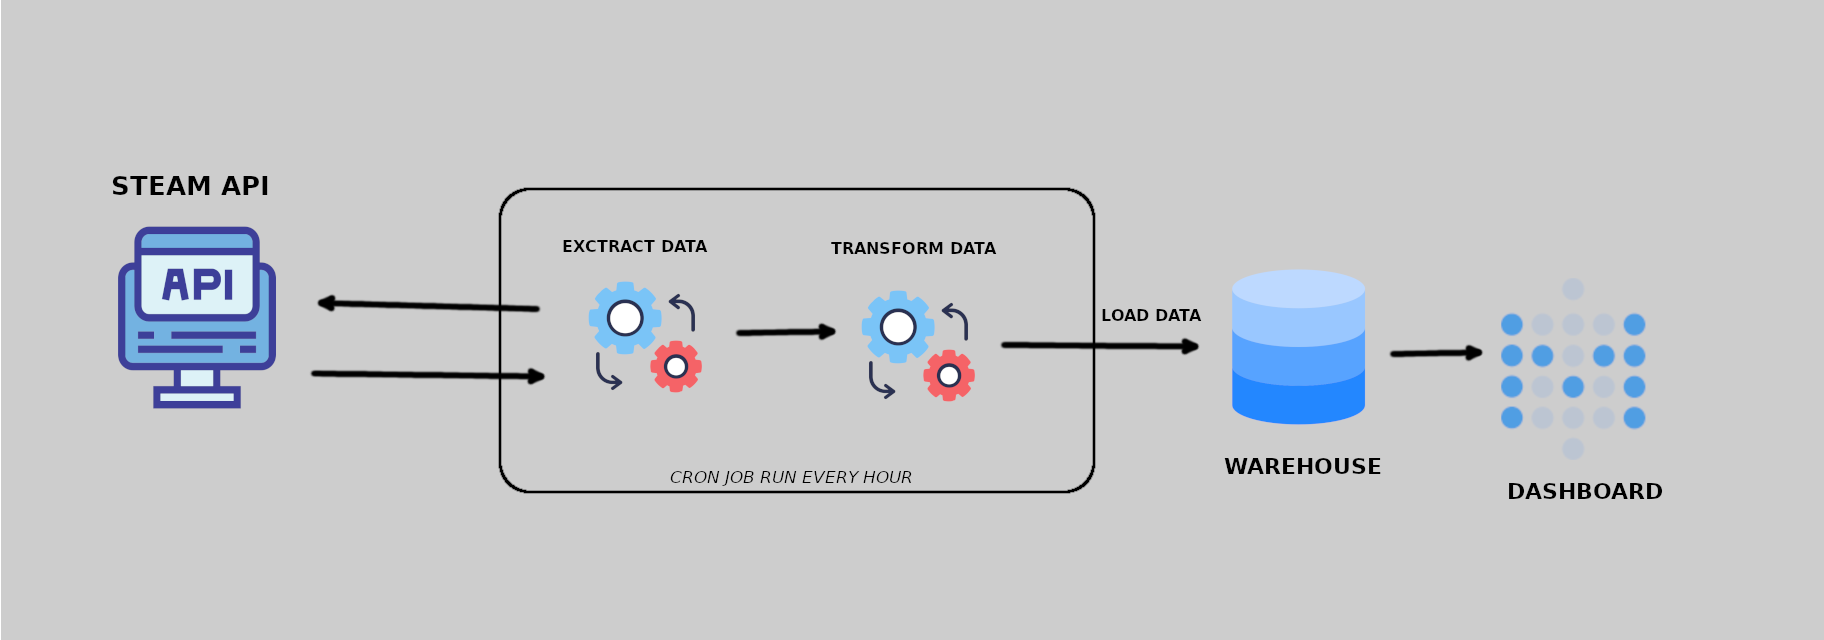 STEAM API
API
EXCTRACT DATA
TRANSFORM DATA
LOAD DATA
CRON JOB RUN EVERY HOUR
WAREHOUSE
DASHBOARD